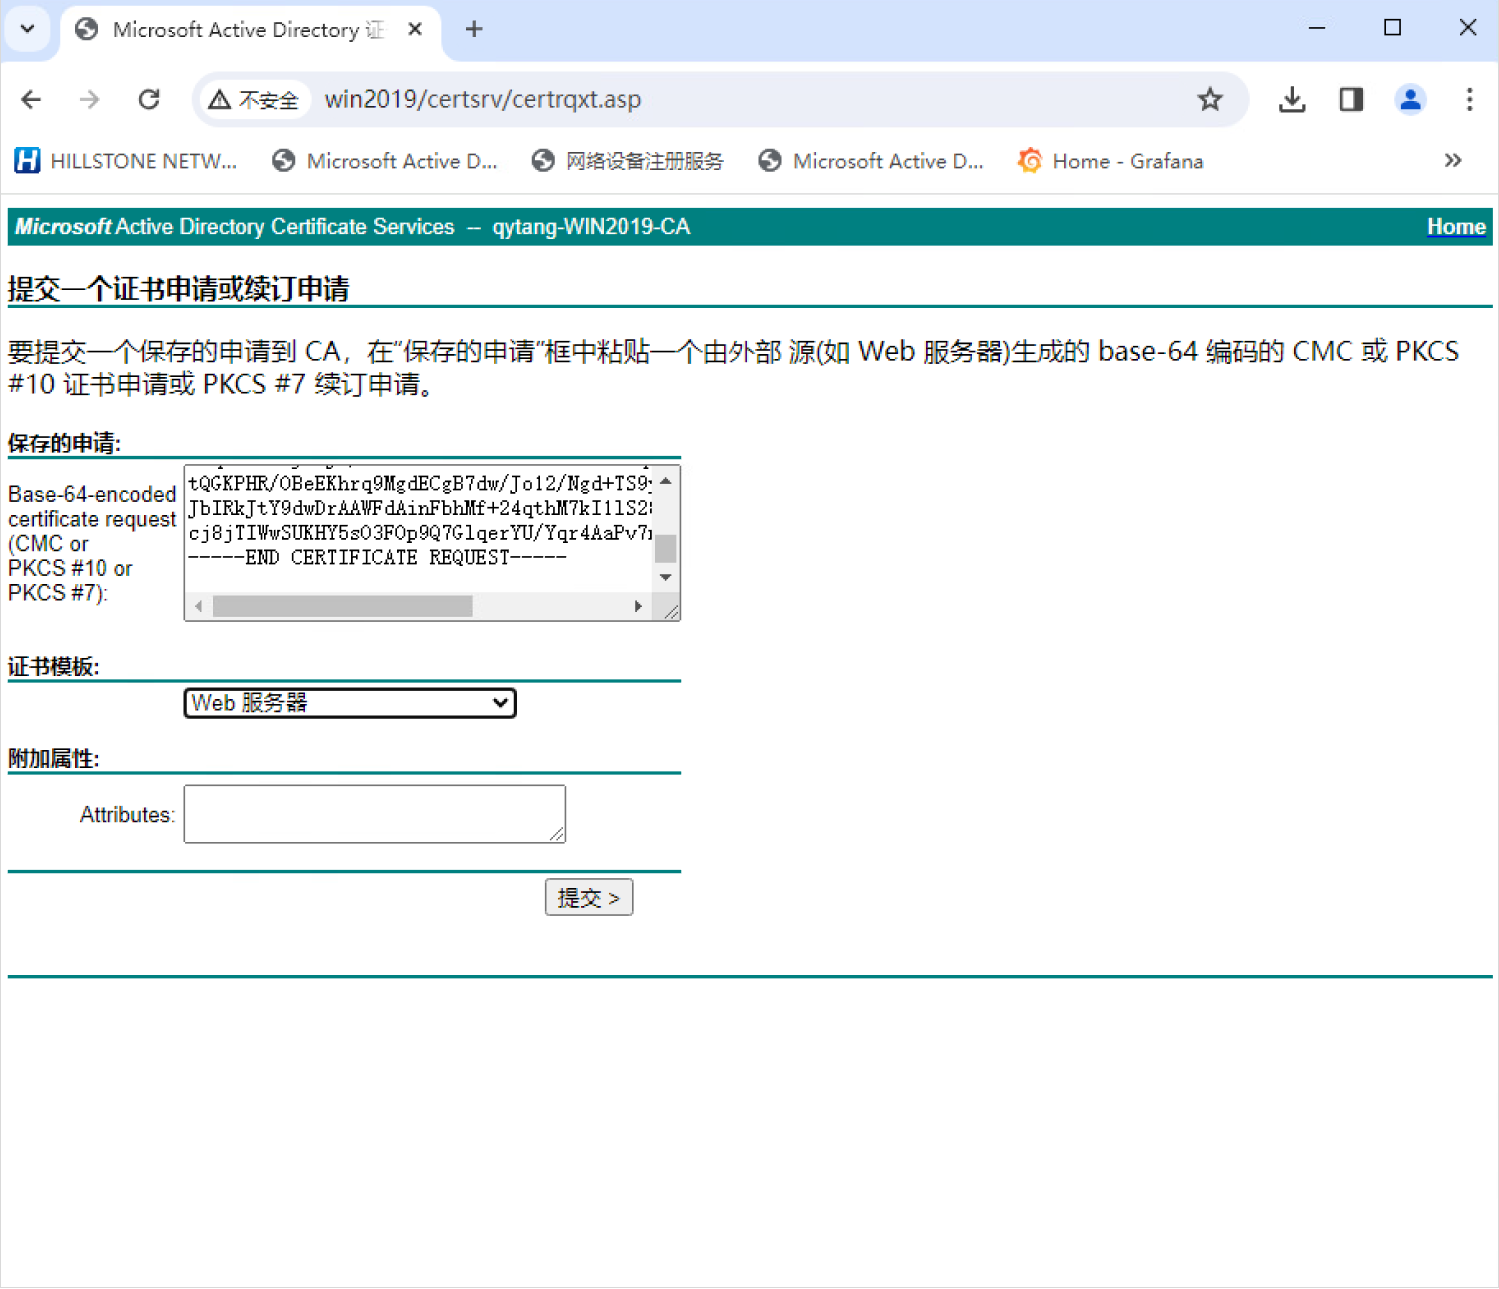 Microsoft Active Directory 证
不安全
win2019/certsrv/certrqxt.asp
HILLSTONE NETW...
Microsoft Active D...
网络设备注册服务
Microsoft Active D...
Home - Grafana
Microsoft Active Directory Certificate Services -- qytang-WIN2019-CA
Home
提交一个证书申请或续订申请
要提交一个保存的申请到 CA，在"保存的申请"框中粘贴一个由外部 源(如 Web 服务器)生成的 base-64 编码的 CMC 或 PKCS
#10 证书申请或 PKCS #7 续订申请。
保存的申请:
Base-64-encoded
certificate request
(CMC or
PKCS #10 or
PKCS #7):
tQGKPHR/OBeEKhrq9MgdECgB7dw/Jo12/Ngd+TS9
JbIRkJtY9dwDrAAWFdAinFbhMf+24qthM7kI1lS2
cj8jTIWwSUKHY5sO3FOp9Q7GlqerYU/Yqr4AaPv7
-----END CERTIFICATE REQUEST-----
证书模板:
Web 服务器
附加属性:
Attributes:
提交 >